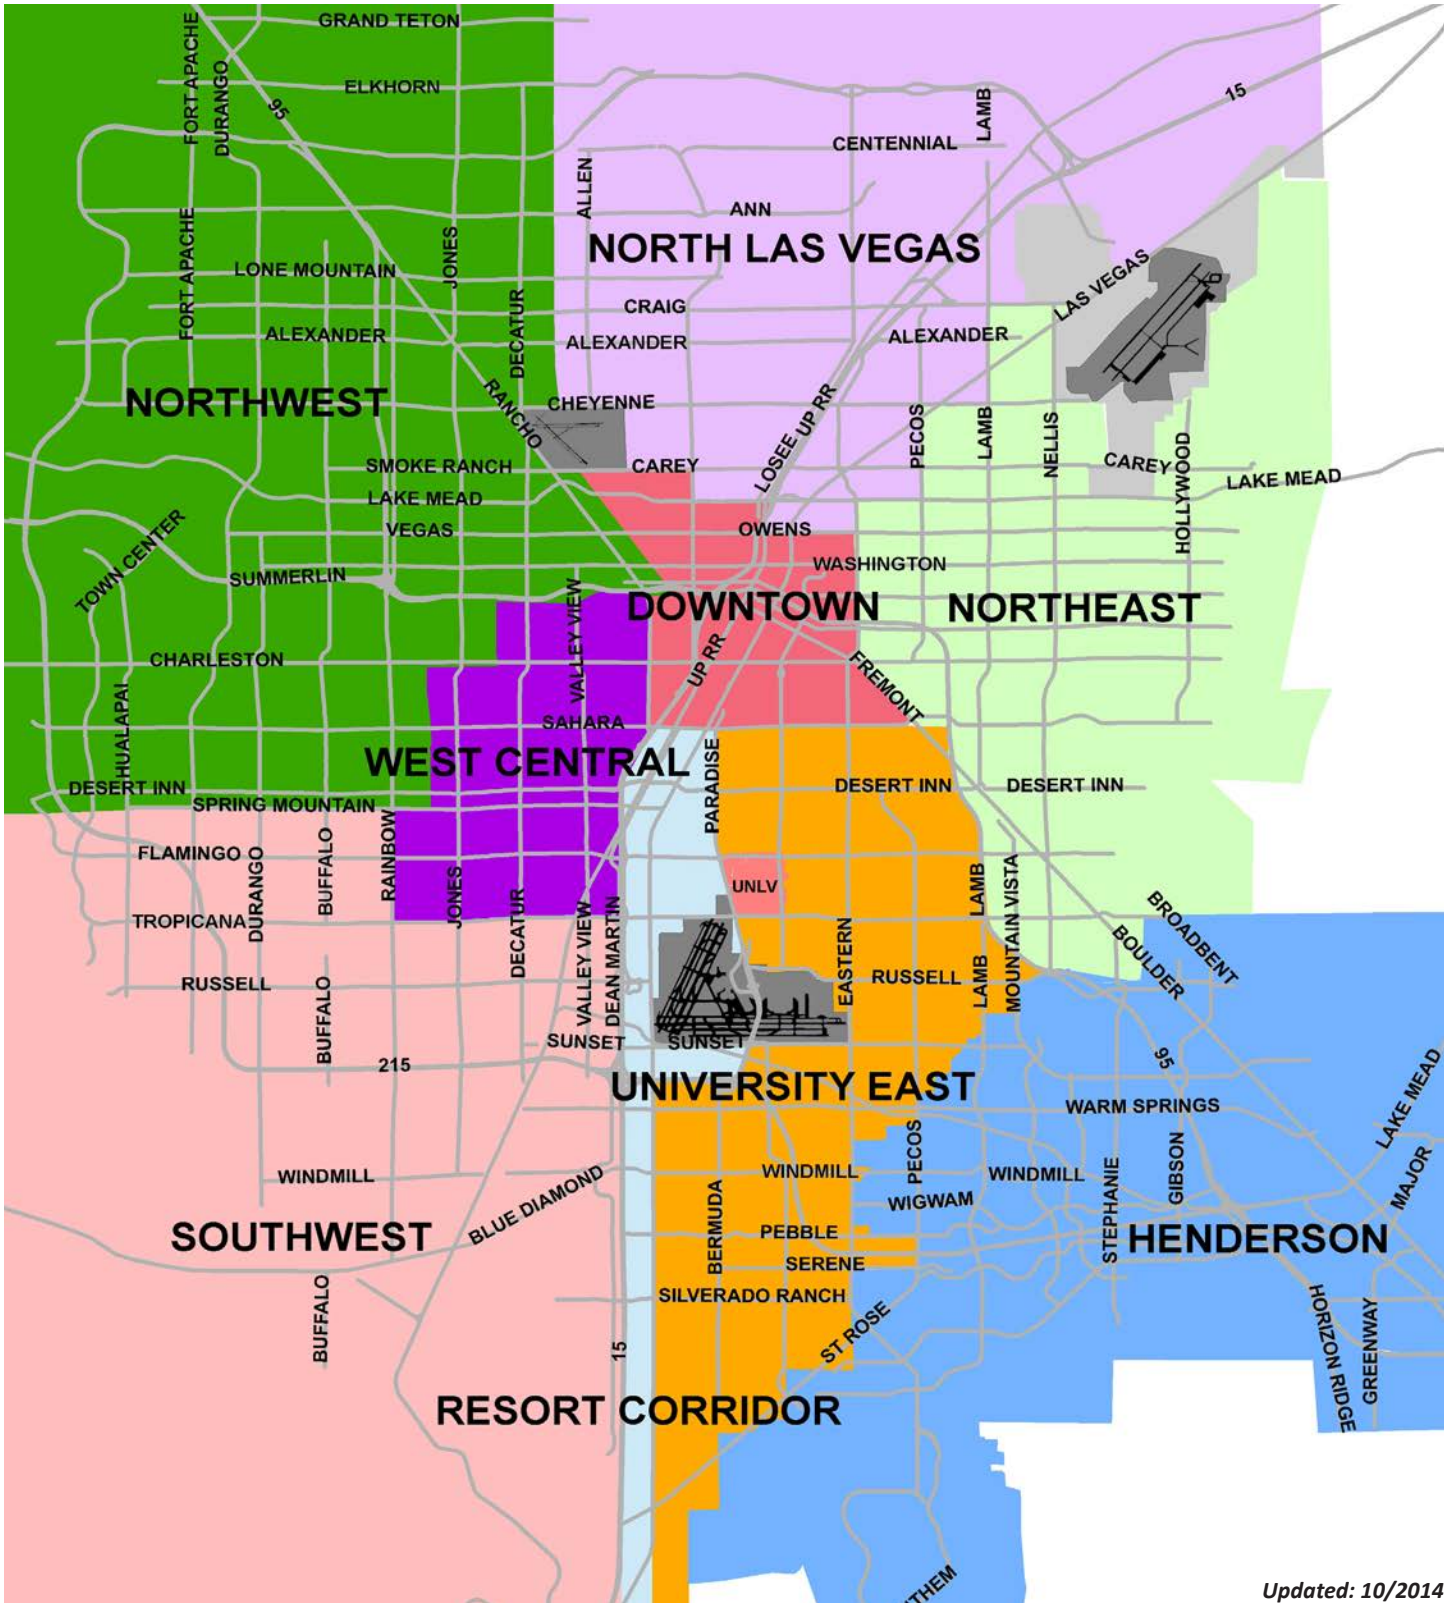 GRAND TETON
FORT APACHE
DURANGO
ELKHORN
95
15
LAMB
CENTENNIAL
ALLEN
ANN
FORT APACHE
JONES
NORTH LAS VEGAS
LONE MOUNTAIN
LAS VEGAS
DECATUR
CRAIG
ALEXANDER
ALEXANDER
ALEXANDER
NORTHWEST
RANCHO
CHEYENNE
LOSEE
UP RR
PECOS
LAMB
NELLIS
HOLLYWOOD
SMOKE RANCH
CAREY
CAREY
LAKE MEAD
LAKE MEAD
VEGAS
OWENS
TOWN CENTER
SUMMERLIN
WASHINGTON
VALLEY VIEW
DOWNTOWN
NORTHEAST
CHARLESTON
UP RR
FREMONT
HUALAPAI
SAHARA
WEST CENTRAL
PARADISE
DESERT INN
DESERT INN
DESERT INN
SPRING MOUNTAIN
FLAMINGO
DURANGO
BUFFALO
RAINBOW
JONES
DECATUR
UNLV
LAMB
MOUNTAIN VISTA
TROPICANA
VALLEY VIEW
DEAN MARTIN
EASTERN
BROADBENT
BOULDER
RUSSELL
RUSSELL
LAMB
BUFFALO
SUNSET
SUNSET
215
95
UNIVERSITY EAST
WARM SPRINGS
LAKE MEAD
PECOS
STEPHANIE
GIBSON
MAJOR
WINDMILL
WINDMILL
WINDMILL
BLUE DIAMOND
BERMUDA
WIGWAM
SOUTHWEST
PEBBLE
HENDERSON
SERENE
BUFFALO
SILVERADO RANCH
ST ROSE
15
HORIZON RIDGE
GREENWAY
RESORT CORRIDOR
THEM
Updated: 10/2014